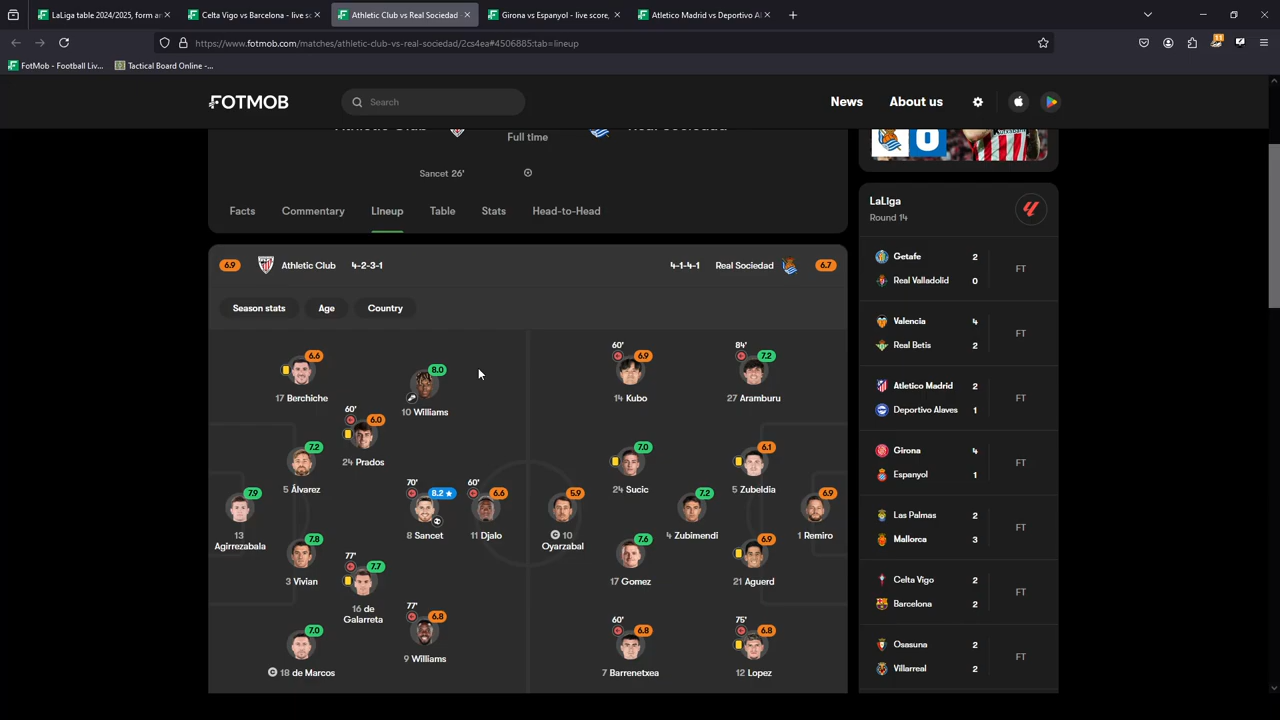 LaLiga table 2024/2025, form an
Celta Vigo vs Barcelona - live sc
Athletic Club vs Real Sociedad
Girona vs Espanyol - live score,
Atletico Madrid vs Deportivo Al
https://www.fotmob.com/matches/athletic-club-vs-real-sociedad/2cs4ea#4506885:tab=lineup
11
FotMob - Football Liv...
Tactical Board Online -...
FOTMOB
Search
News
About us
Full time
0
Sancet 26'
Facts
Commentary
Lineup
Table
Stats
Head-to-Head
LaLiga
Round 14
6.9
Athletic Club
4-2-3-1
4-1-4-1
Real Sociedad
6.7
Season stats
Age
Country
6.6
17 Berchiche
8.0
10 Williams
60'
6.0
24 Prados
7.2
5 Álvarez
7.9
13
Agirrezabala
70'
8.2
8 Sancet
60'
6.6
11 Djalo
7.8
3 Vivian
77'
7.7
16 de
Galarreta
77'
6.8
9 Williams
7.0
C 18 de Marcos
60'
6.9
14 Kubo
84'
7.2
27 Aramburu
7.0
24 Sucic
6.1
5 Zubeldia
5.9
C 10
Oyarzabal
7.2
4 Zubimendi
6.9
1 Remiro
7.6
17 Gomez
6.9
21 Aguerd
60'
6.8
7 Barrenetxea
75'
6.8
12 Lopez
Getafe 2
Real Valladoid 0
FT
Valencia 4
Real Betis 2
FT
Atletico Madrid 2
Deportivo Alaves 1
FT
Girona 4
Espanyol 1
FT
Las Palmas 2
Mallorca 3
FT
Celta Vigo 2
Barcelona 2
FT
Osasuna 2
Villarreal 2
FT